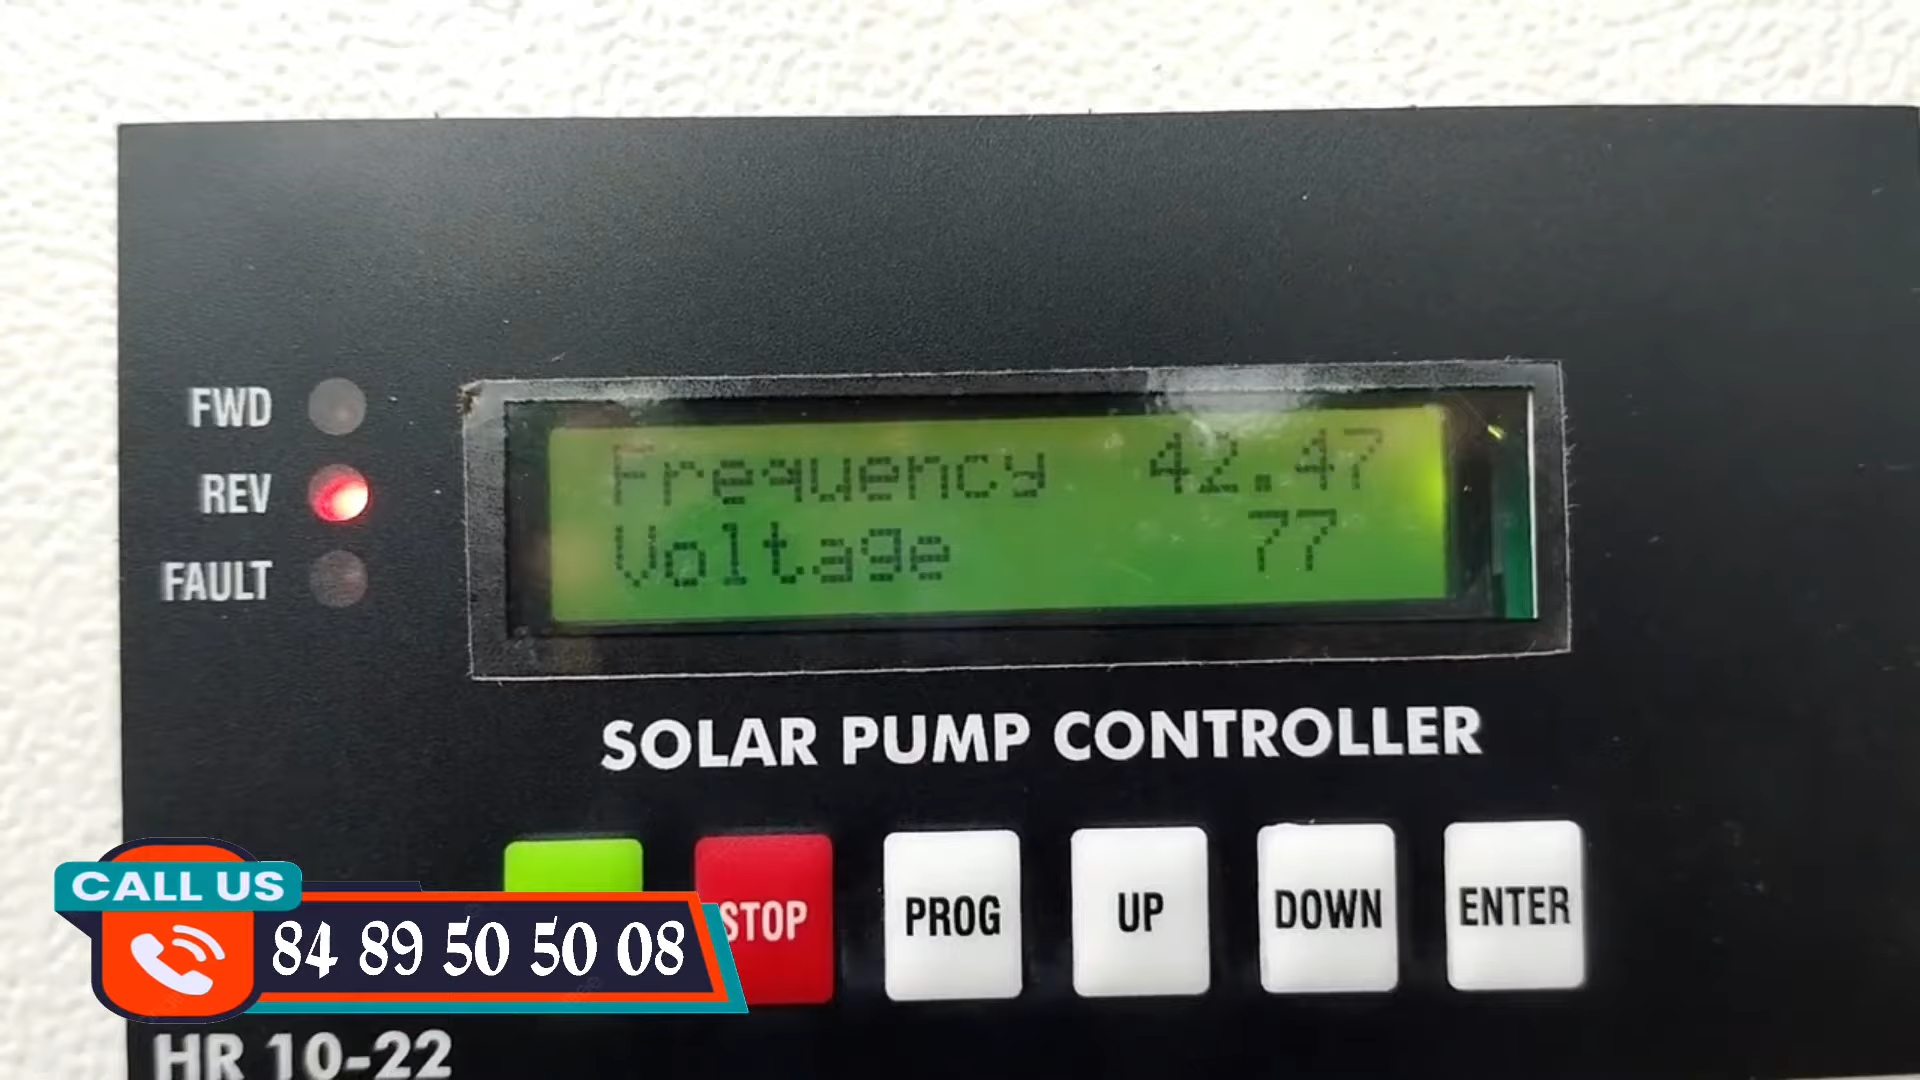 FWD
REV
FAULT
Frequency 42.47
Voltage 77
SOLAR PUMP CONTROLLER
STOP
PROG
UP
DOWN
ENTER
CALL US
84 89 50 50 08
HR 10-22